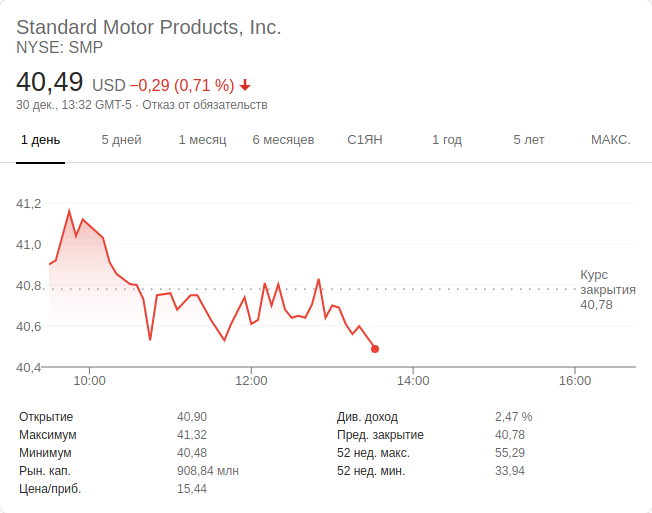 Standard Motor Products, Inc.
NYSE: SMP
40,49 USD −0,29 (0,71 %)
30 дек., 13:32 GMT-5 · Отказ от обязательств
1 день 5 дней 1 месяц 6 месяцев С1ЯН 1 год 5 лет МАКС.
41,2
41,0
40,8
40,6
40,4
Курс
закрытия
40,78
10:00 12:00 14:00 16:00
Открытие 40,90 Див. доход 2,47 %
Максимум 41,32 Пред. закрытие 40,78
Минимум 40,48 52 нед. макс. 55,29
Рын. кап. 908,84 млн 52 нед. мин. 33,94
Цена/приб. 15,44